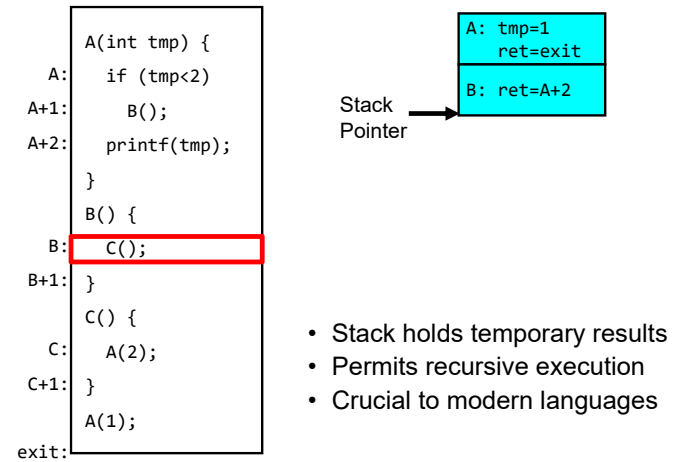 A(int tmp) {
A: if (tmp<2)
A+1: B();
A+2: printf(tmp);
}
B() {
B: C();
B+1: }
C() {
C: A(2);
C+1: }
A(1);
exit:
A: tmp=1
ret=exit
B: ret=A+2
Stack
Pointer
• Stack holds temporary results
• Permits recursive execution
• Crucial to modern languages